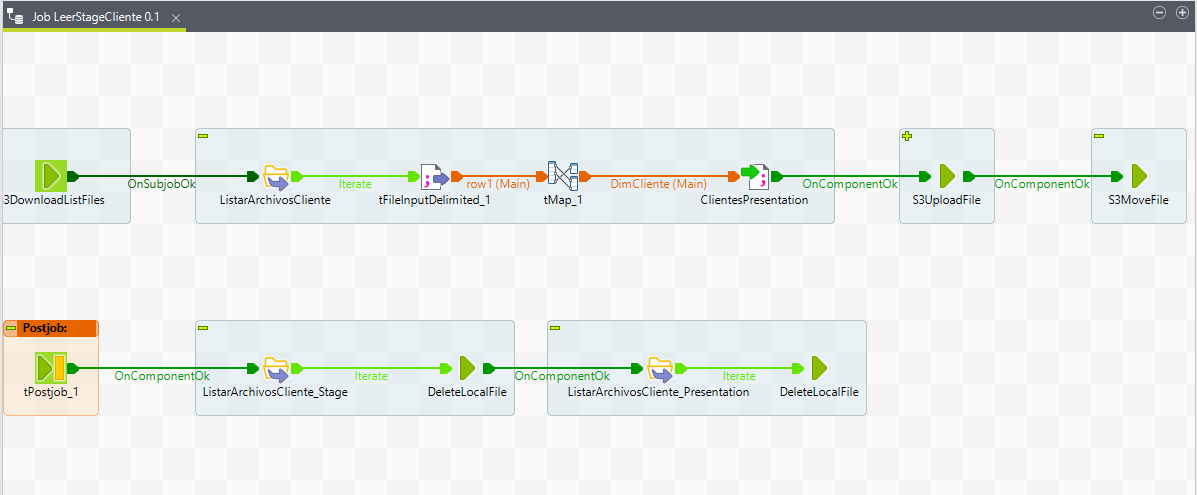 Job LeerStageCliente 0.1
OnSubjobOk
Iterate
row1 (Main)
DimCliente (Main)
OnComponentOk
OnComponentOk
3DownloadListFiles
ListarArchivosCliente
tFileInputDelimited_1
tMap_1
ClientesPresentation
S3UploadFile
S3MoveFile
Postjob:
OnComponentOk
Iterate
OnComponentOk
Iterate
tPostjob_1
ListarArchivosCliente_Stage
DeleteLocalFile
ListarArchivosCliente_Presentation
DeleteLocalFile